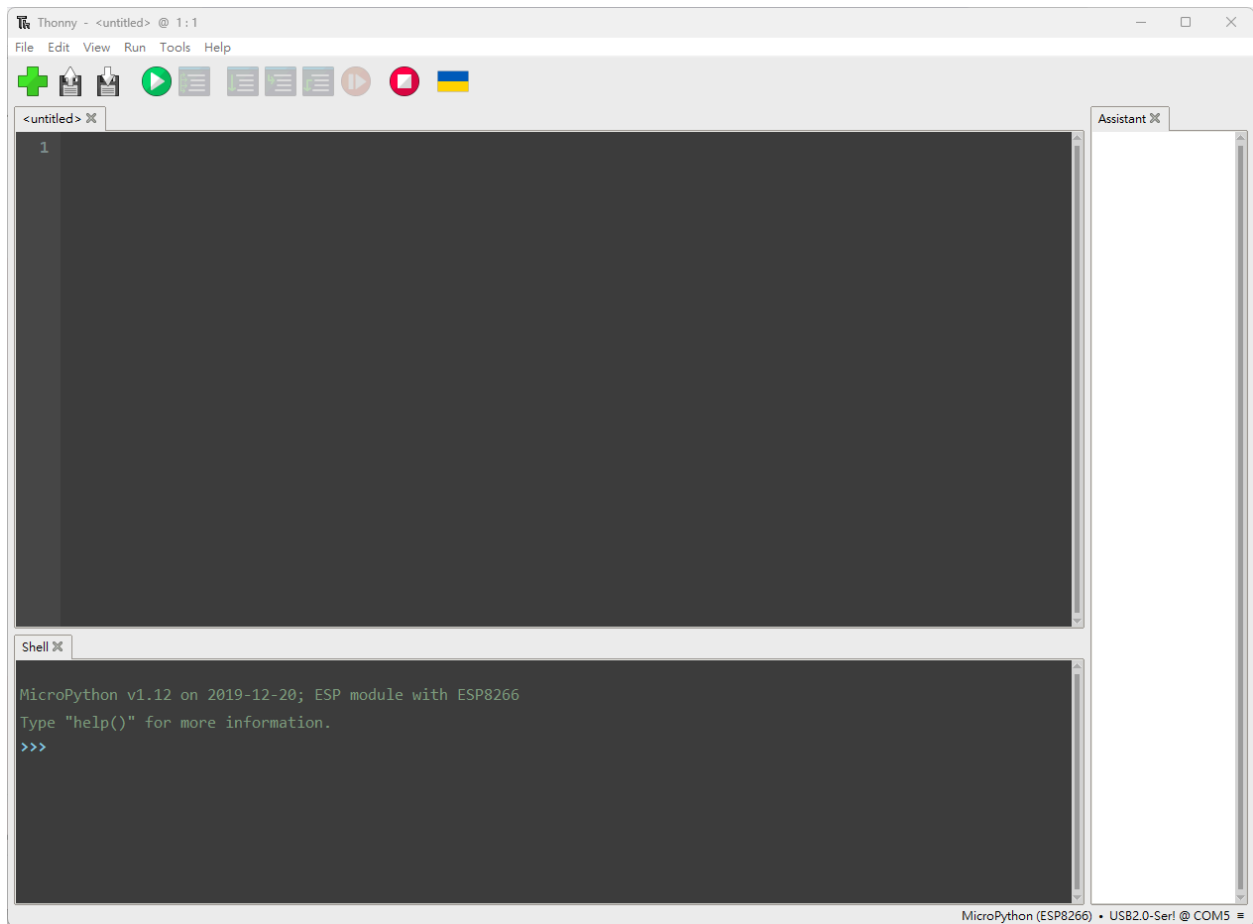 Thonny - <untitled> @ 1:1
File Edit View Run Tools Help
<untitled>
Assistant
1
Shell
MicroPython v1.12 on 2019-12-20; ESP module with ESP8266
Type "help()" for more information.
>>>
MicroPython (ESP8266) • USB2.0-Ser! @ COM5 ≡